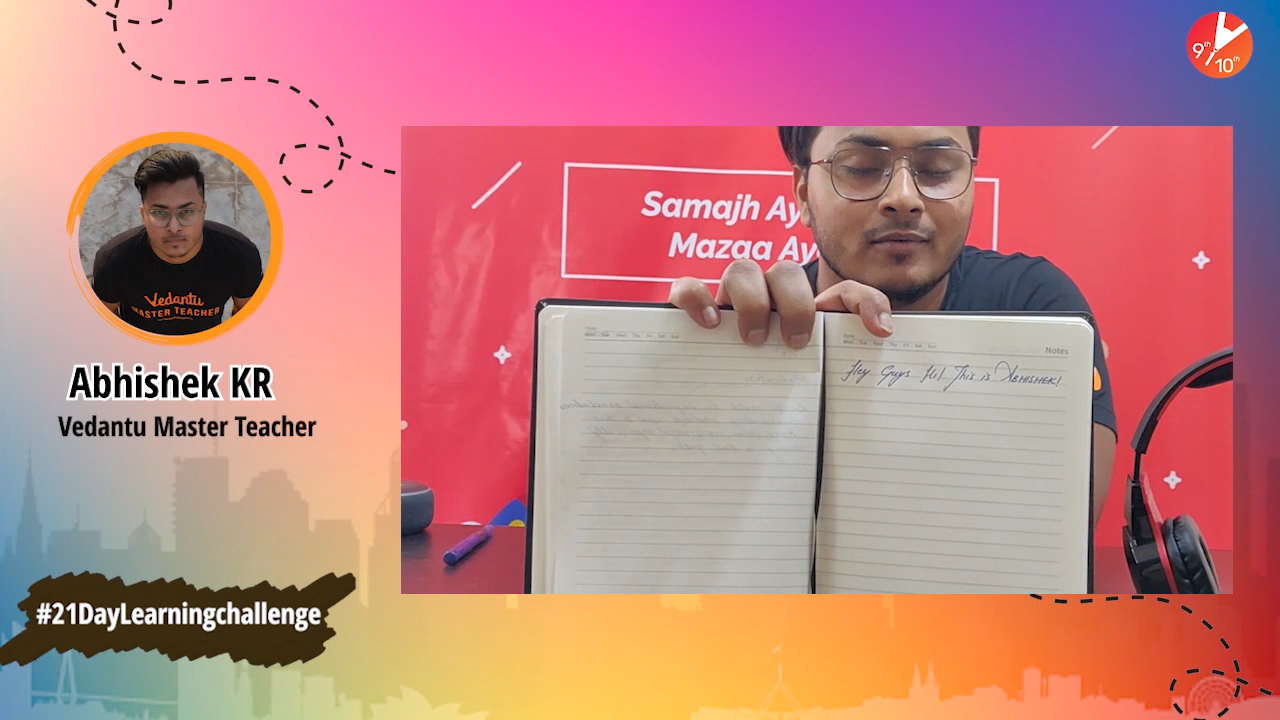 9th
10th
Samajh Ay
Mazaa Ay
Vedantu
MASTER TEACHER
Notes
Hey Guys Hi! This is ABHISHEK!
Abhishek KR
Vedantu Master Teacher
#21DayLearningchallenge